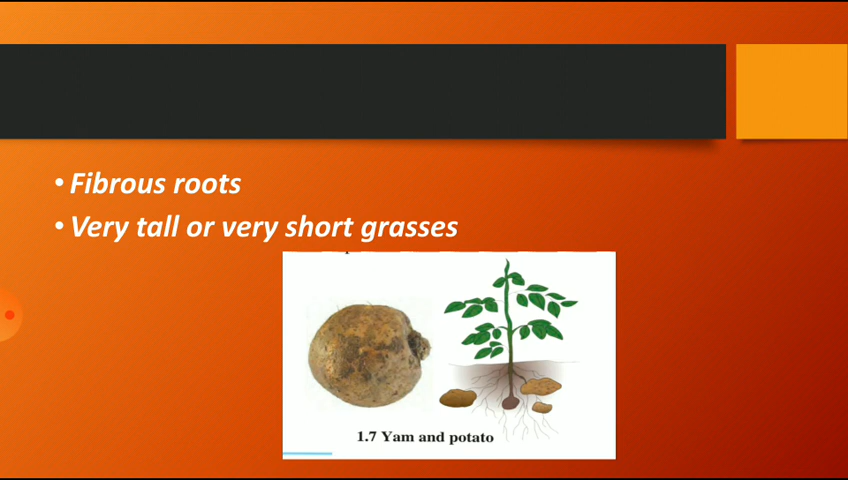 • Fibrous roots
• Very tall or very short grasses
1.7 Yam and potato